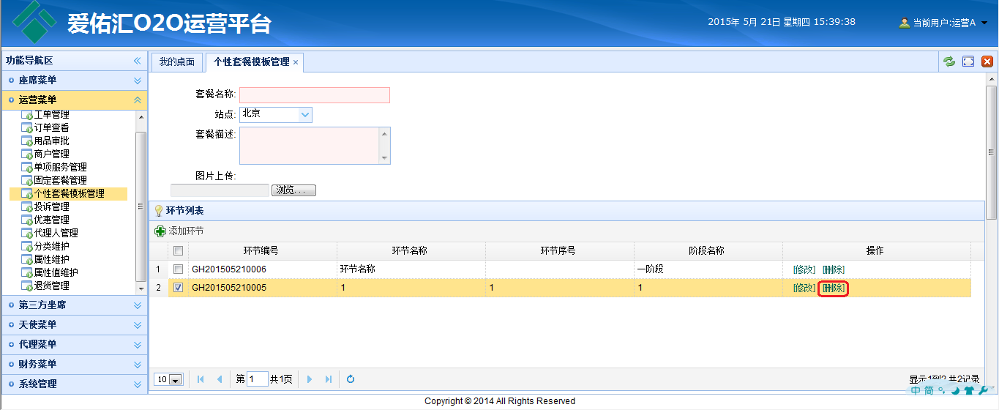 爱佑汇O2O运营平台
2015年 5月 21日 星期四 15:39:38
当前用户:运营A
功能导航区
座席菜单
运营菜单
工单管理
订单查看
用品审批
商户管理
单项服务管理
固定套餐管理
个性套餐模板管理
投诉管理
优惠管理
代理人管理
分类维护
属性维护
属性值维护
退货管理
第三方坐席
天使菜单
代理菜单
财务菜单
系统管理
我的桌面 个性套餐模板管理
套餐名称:
站点: 北京
套餐描述:
图片上传:
浏览...
环节列表
添加环节
环节编号 环节名称 环节序号 阶段名称 操作
1 GH201505210006 环节名称 一阶段 [修改] [删除]
2 GH201505210005 1 1 1 [修改] [删除]
10 第 1 共1页 显示1到2,共2记录
中 简
Copyright © 2014 All Rights Reserved